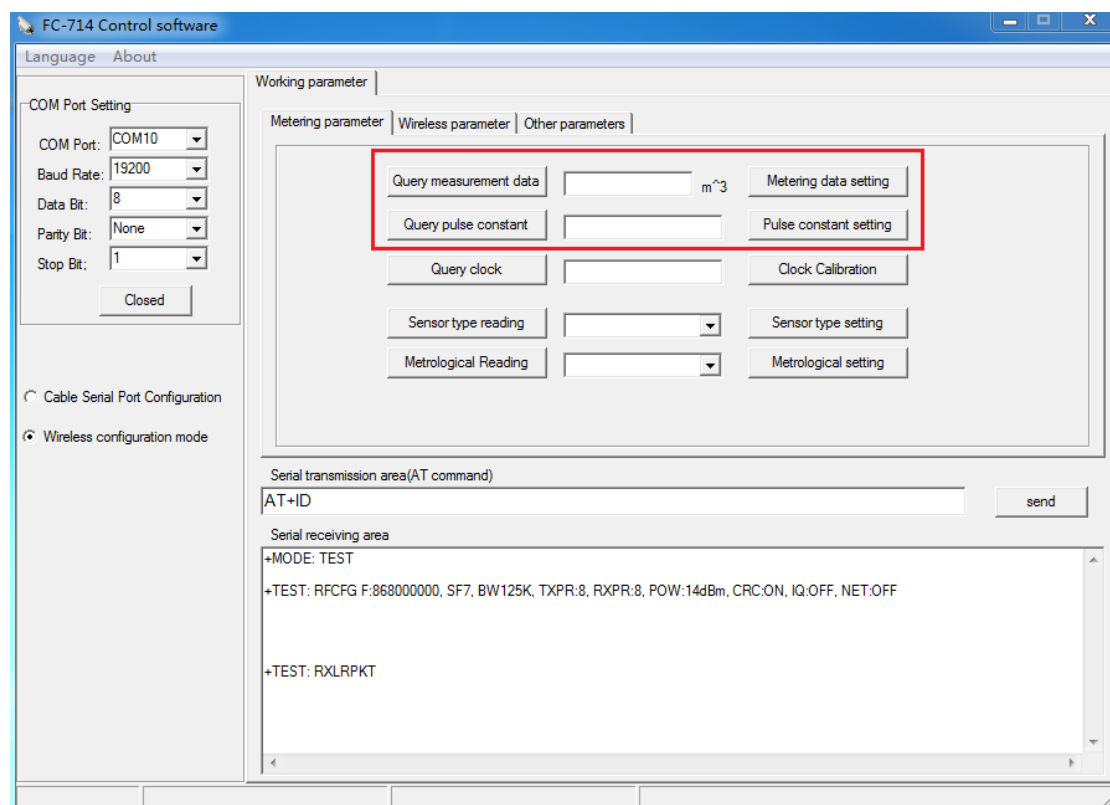 FC-714 Control software
Language About
Working parameter
COM Port Setting
COM Port: COM10
Baud Rate: 19200
Data Bit: 8
Parity Bit: None
Stop Bit; 1
Closed
Cable Serial Port Configuration
Wireless configuration mode
Metering parameter Wireless parameter Other parameters
Query measurement data m^3 Metering data setting
Query pulse constant Pulse constant setting
Query clock Clock Calibration
Sensor type reading Sensor type setting
Metrological Reading Metrological setting
Serial transmission area(AT command)
AT+ID send
Serial receiving area
+MODE: TEST
+TEST: RFCFG F:868000000, SF7, BW125K, TXPR:8, RXPR:8, POW:14dBm, CRC:ON, IQ:OFF, NET:OFF
+TEST: RXLRPKT